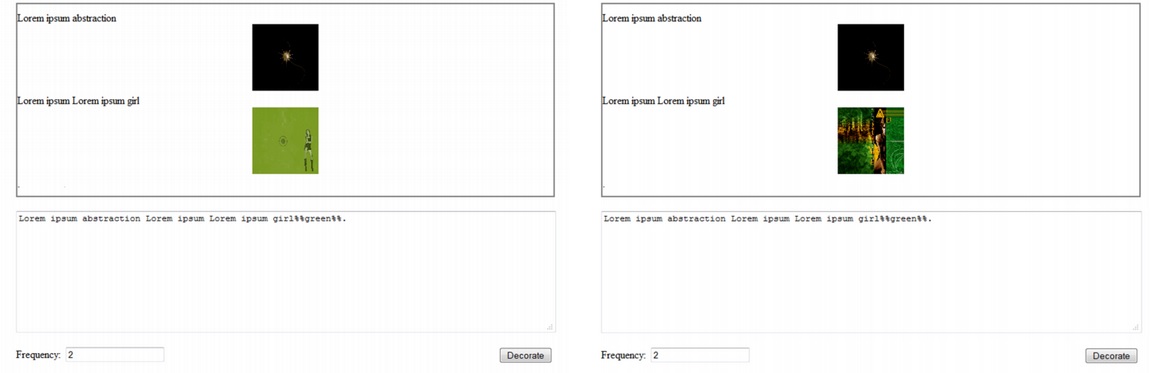 Lorem ipsum abstraction
Lorem ipsum Lorem ipsum girl
.
Lorem ipsum abstraction Lorem ipsum Lorem ipsum girl%%green%%.
Frequency: 2
Decorate
Lorem ipsum abstraction
Lorem ipsum Lorem ipsum girl
.
Lorem ipsum abstraction Lorem ipsum Lorem ipsum girl%%green%%.
Frequency: 2
Decorate